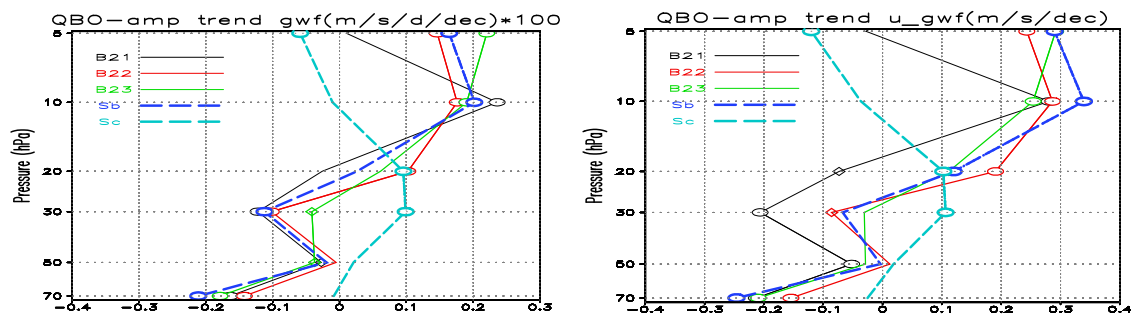 QBO-amp trend gwf(m/s/d/dec)*100
B21
B22
B23
Sb
Sc
Pressure (hPa)
5
10
20
30
50
70
-0.4 -0.3 -0.2 -0.1 0 0.1 0.2 0.3
QBO-amp trend u_gwf(m/s/dec)
B21
B22
B23
Sb
Sc
Pressure (hPa)
5
10
20
30
50
70
-0.4 -0.3 -0.2 -0.1 0 0.1 0.2 0.3 0.4